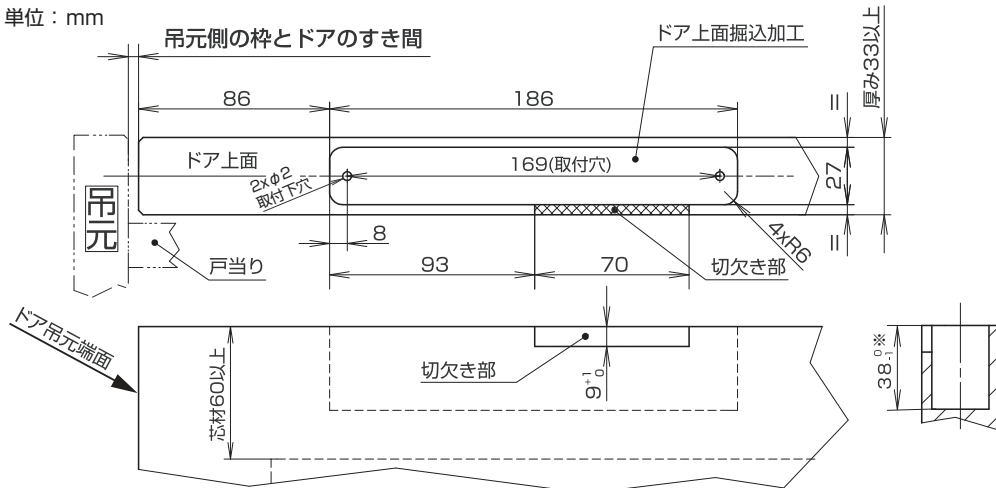 単位：mm
吊元側の枠とドアのすき間
ドア上面掘込加工
厚み33以上
86
186
=
ドア上面
2xφ2
取付下穴
169(取付穴)
27
吊元
8
4xR6
=
戸当り
93
70
切欠き部
ドア吊元端面
芯材60以上
切欠き部
9 +1 0
38 0 -1 ※